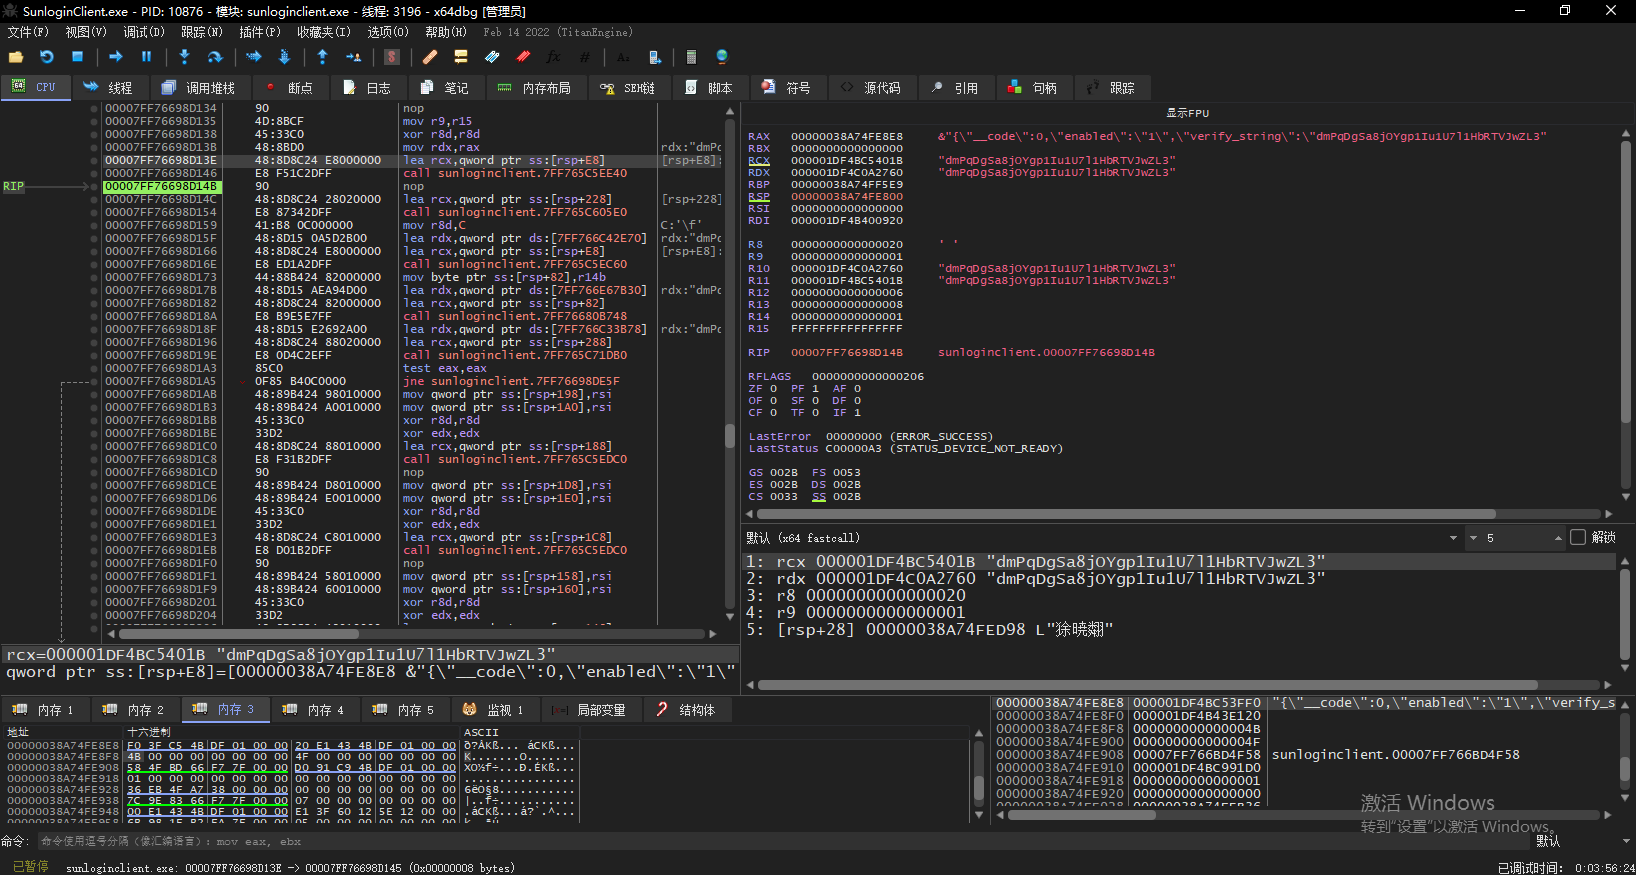 SunloginClient.exe - PID: 10876 - 模块: sunloginclient.exe - 线程: 3196 - x64dbg [管理员]
文件(F) 视图(V) 调试(D) 跟踪(N) 插件(P) 收藏夹(I) 选项(O) 帮助(H) Feb 14 2022 (TitanEngine)
CPU 线程 调用堆栈 断点 日志 笔记 内存布局 SEH链 脚本 符号 源代码 引用 句柄 跟踪
00007FF76698D134 90 nop
00007FF76698D135 4D:8BCF mov r9,r15
00007FF76698D138 45:33C0 xor r8d,r8d
00007FF76698D13B 48:8BD0 mov rdx,rax rdx:"dmPq
00007FF76698D13E 48:8D8C24 E8000000 lea rcx,qword ptr ss:[rsp+E8] [rsp+E8]:
00007FF76698D146 E8 F51C2DFF call sunloginclient.7FF765C5EE40
RIP 00007FF76698D14B 90 nop
00007FF76698D14C 48:8D8C24 28020000 lea rcx,qword ptr ss:[rsp+228] [rsp+228]
00007FF76698D154 E8 87342DFF call sunloginclient.7FF765C605E0
00007FF76698D159 41:B8 0C000000 mov r8d,C C:'\f'
00007FF76698D15F 48:8D15 0A5D2B00 lea rdx,qword ptr ds:[7FF766C42E70] rdx:"dmPq
00007FF76698D166 48:8D8C24 E8000000 lea rcx,qword ptr ss:[rsp+E8] [rsp+E8]:
00007FF76698D16E E8 ED1A2DFF call sunloginclient.7FF765C5EC60
00007FF76698D173 44:88B424 82000000 mov byte ptr ss:[rsp+82],r14b
00007FF76698D17B 48:8D15 AEA94D00 lea rdx,qword ptr ds:[7FF766E67B30] rdx:"dmPq
00007FF76698D182 48:8D8C24 82000000 lea rcx,qword ptr ss:[rsp+82]
00007FF76698D18A E8 B9E5E7FF call sunloginclient.7FF76680B748
00007FF76698D18F 48:8D15 E2692A00 lea rdx,qword ptr ds:[7FF766C33B78] rdx:"dmPq
00007FF76698D196 48:8D8C24 88020000 lea rcx,qword ptr ss:[rsp+288]
00007FF76698D19E E8 0D4C2EFF call sunloginclient.7FF765C71DB0
00007FF76698D1A3 85C0 test eax,eax
00007FF76698D1A5 0F85 B40C0000 jne sunloginclient.7FF76698DE5F
00007FF76698D1AB 48:89B424 98010000 mov qword ptr ss:[rsp+198],rsi
00007FF76698D1B3 48:89B424 A0010000 mov qword ptr ss:[rsp+1A0],rsi
00007FF76698D1BB 45:33C0 xor r8d,r8d
00007FF76698D1BE 33D2 xor edx,edx
00007FF76698D1C0 48:8D8C24 88010000 lea rcx,qword ptr ss:[rsp+188]
00007FF76698D1C8 E8 F31B2DFF call sunloginclient.7FF765C5EDC0
00007FF76698D1CD 90 nop
00007FF76698D1CE 48:89B424 D8010000 mov qword ptr ss:[rsp+1D8],rsi
00007FF76698D1D6 48:89B424 E0010000 mov qword ptr ss:[rsp+1E0],rsi
00007FF76698D1DE 45:33C0 xor r8d,r8d
00007FF76698D1E1 33D2 xor edx,edx
00007FF76698D1E3 48:8D8C24 C8010000 lea rcx,qword ptr ss:[rsp+1C8]
00007FF76698D1EB E8 D01B2DFF call sunloginclient.7FF765C5EDC0
00007FF76698D1F0 90 nop
00007FF76698D1F1 48:89B424 58010000 mov qword ptr ss:[rsp+158],rsi
00007FF76698D1F9 48:89B424 60010000 mov qword ptr ss:[rsp+160],rsi
00007FF76698D201 45:33C0 xor r8d,r8d
00007FF76698D204 33D2 xor edx,edx
rcx=000001DF4BC5401B "dmPqDgSa8jOYgp1Iu1U7l1HbRTVJwZL3"
qword ptr ss:[rsp+E8]=[00000038A74FE8E8 &"{\"__code\":0,\"enabled\":\"1\",\"
显示FPU
RAX 00000038A74FE8E8 &"{\"__code\":0,\"enabled\":\"1\",\"verify_string\":\"dmPqDgSa8jOYgp1Iu1U7l1HbRTVJwZL3\"
RBX 0000000000000000
RCX 000001DF4BC5401B "dmPqDgSa8jOYgp1Iu1U7l1HbRTVJwZL3"
RDX 000001DF4C0A2760 "dmPqDgSa8jOYgp1Iu1U7l1HbRTVJwZL3"
RBP 00000038A74FF5E9
RSP 00000038A74FE800
RSI 0000000000000000
RDI 000001DF4B400920
R8 0000000000000020 ' '
R9 0000000000000001
R10 000001DF4C0A2760 "dmPqDgSa8jOYgp1Iu1U7l1HbRTVJwZL3"
R11 000001DF4BC5401B "dmPqDgSa8jOYgp1Iu1U7l1HbRTVJwZL3"
R12 0000000000000006
R13 0000000000000008
R14 0000000000000001
R15 FFFFFFFFFFFFFFFF
RIP 00007FF76698D14B sunloginclient.00007FF76698D14B
RFLAGS 0000000000000206
ZF 0 PF 1 AF 0
OF 0 SF 0 DF 0
CF 0 TF 0 IF 1
LastError 00000000 (ERROR_SUCCESS)
LastStatus C00000A3 (STATUS_DEVICE_NOT_READY)
GS 002B FS 0053
ES 002B DS 002B
CS 0033 SS 002B
默认 (x64 fastcall) 5 解锁
1: rcx 000001DF4BC5401B "dmPqDgSa8jOYgp1Iu1U7l1HbRTVJwZL3"
2: rdx 000001DF4C0A2760 "dmPqDgSa8jOYgp1Iu1U7l1HbRTVJwZL3"
3: r8 0000000000000020
4: r9 0000000000000001
5: [rsp+28] 00000038A74FED98 L"
内存 1 内存 2 内存 3 内存 4 内存 5 监视 1 局部变量 结构体
地址 十六进制 ASCII
00000038A74FE8E8 F0 3F C5 4B DF 01 00 00 20 E1 43 4B DF 01 00 00
00000038A74FE8F8 4B 00 00 00 00 00 00 00 4F 00 00 00 00 00 00 00 K.......O.......
00000038A74FE908 58 4F BD 66 F7 7F 00 00 D0 91 C9 4B DF 01 00 00
00000038A74FE918 01 00 00 00 00 00 00 00 00 00 00 00 00 00 00 00 ................
00000038A74FE928 36 EB 4F A7 38 00 00 00 00 00 00 00 00 00 00 00
00000038A74FE938 7C 9E 83 66 F7 7F 00 00 07 00 00 00 00 00 00 00
00000038A74FE948 00 E1 43 4B DF 01 00 00 E1 3F 60 12 5E 12 00 00
00000038A74FE8E8 000001DF4BC53FF0 "{\"__code\":0,\"enabled\":\"1\",\"verify_s
00000038A74FE8F0 000001DF4B43E120
00000038A74FE8F8 000000000000004B
00000038A74FE900 000000000000004F
00000038A74FE908 00007FF766BD4F58 sunloginclient.00007FF766BD4F58
00000038A74FE910 000001DF4BC991D0
00000038A74FE918 0000000000000001
00000038A74FE920 0000000000000000
激活 Windows
转到"设置"以激活 Windows。
命令: 命令使用逗号分隔（像汇编语言）: mov eax, ebx 默认
已暂停 sunloginclient.exe: 00007FF76698D13E -> 00007FF76698D145 (0x00000008 bytes) 已调试时间: 0:03:56:24